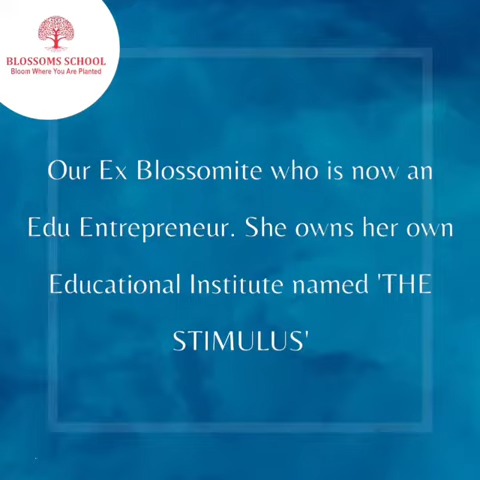 BLOSSOMS SCHOOL
Bloom Where You Are Planted
Our Ex Blossomite who is now an
Edu Entrepreneur. She owns her own
Educational Institute named 'THE
STIMULUS'